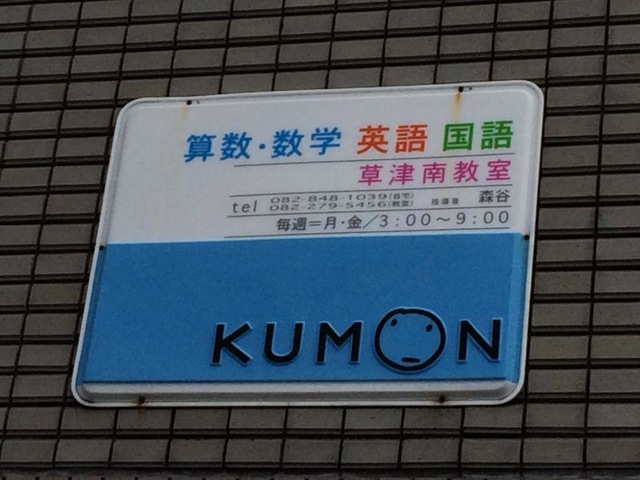 算数・数学 英語 国語
草津南教室
tel 082-848-1039(自宅) 指導者 森谷
082-279-5456(教室)
毎週=月・金/3:00～9:00
KUMON